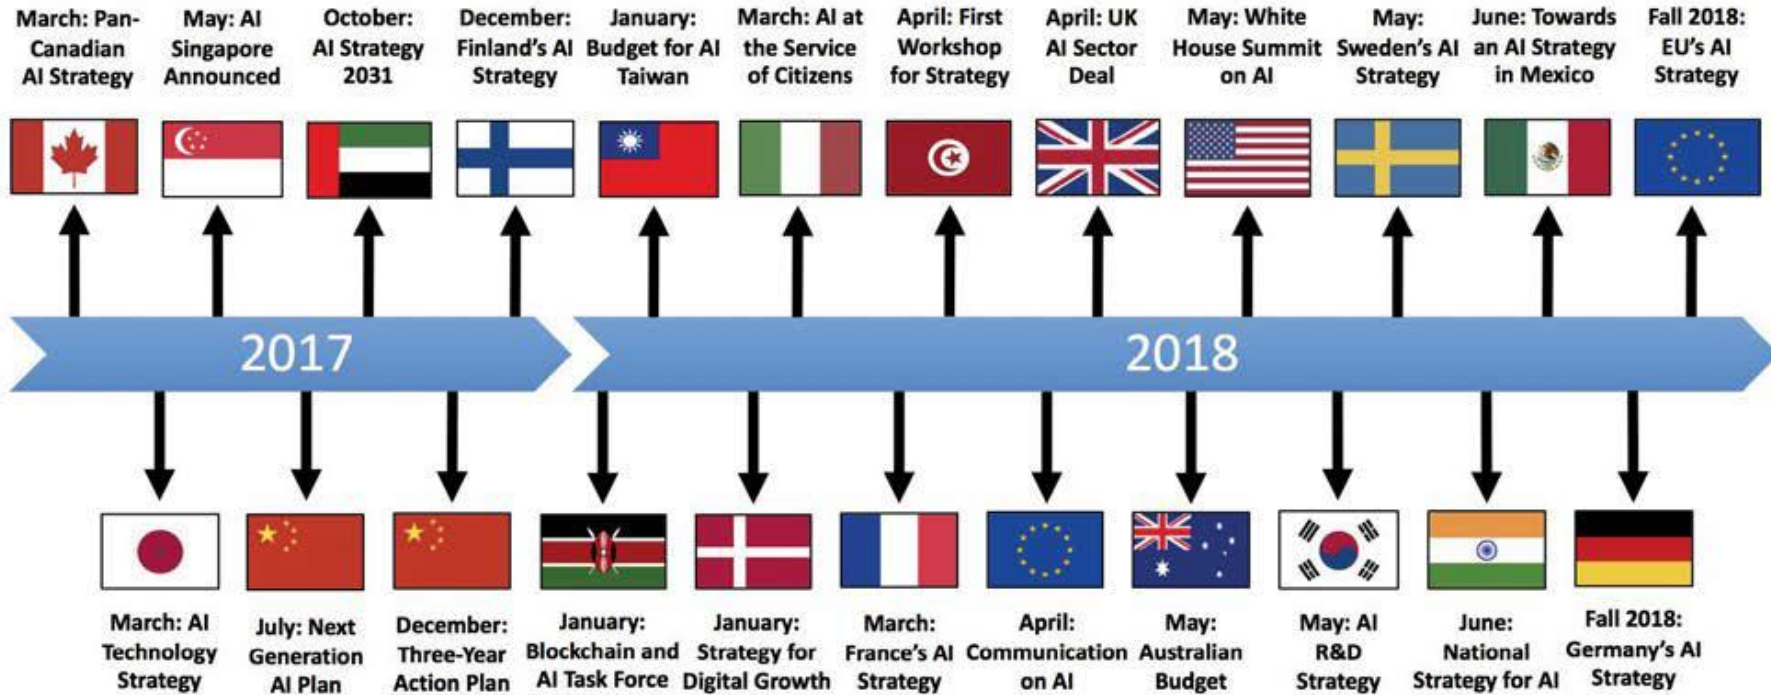 March: Pan-
Canadian
AI Strategy
May: AI
Singapore
Announced
October:
AI Strategy
2031
December:
Finland's AI
Strategy
January:
Budget for AI
Taiwan
March: AI at
the Service
of Citizens
April: First
Workshop
for Strategy
April: UK
AI Sector
Deal
May: White
House Summit
on AI
May:
Sweden's AI
Strategy
June: Towards
an AI Strategy
in Mexico
Fall 2018:
EU's AI
Strategy
2017
2018
March: AI
Technology
Strategy
July: Next
Generation
AI Plan
December:
Three-Year
Action Plan
January:
Blockchain and
AI Task Force
January:
Strategy for
Digital Growth
March:
France's AI
Strategy
April:
Communication
on AI
May:
Australian
Budget
May: AI
R&D
Strategy
June:
National
Strategy for AI
Fall 2018:
Germany's AI
Strategy